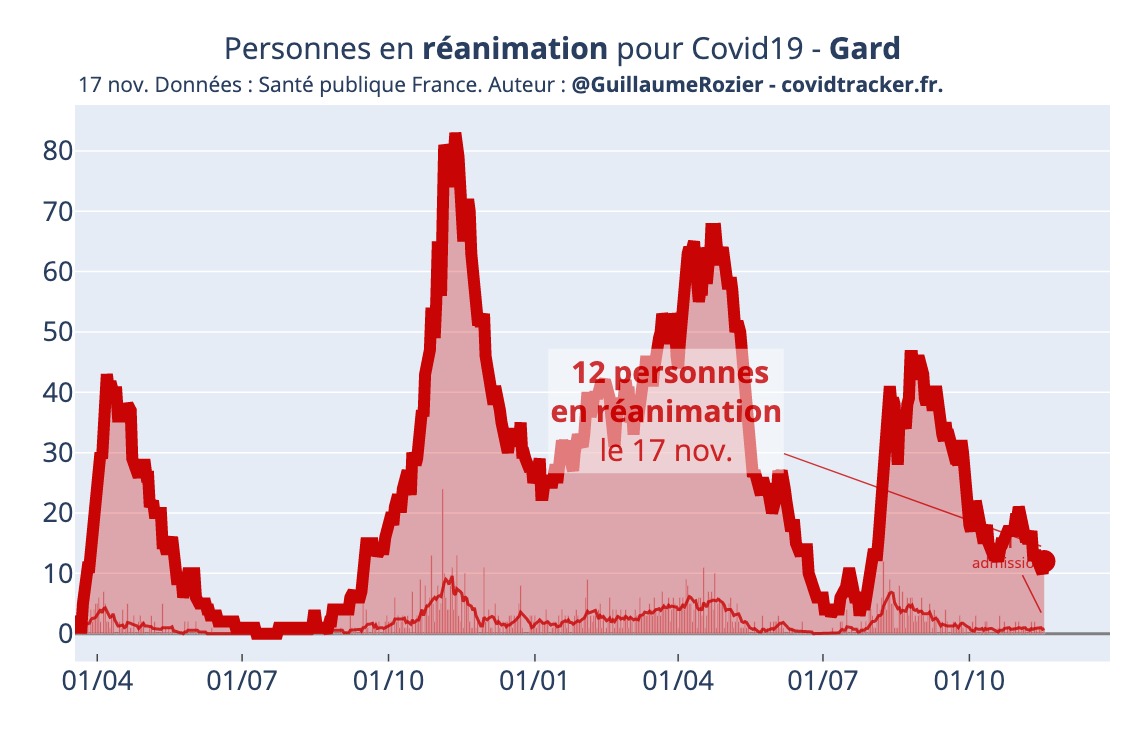 Personnes en réanimation pour Covid19 - Gard
17 nov. Données : Santé publique France. Auteur : @GuillaumeRozier - covidtracker.fr.
80
70
60
50
40
30
20
10
0
12 personnes
en réanimation
le 17 nov.
admissio
01/04
01/07
01/10
01/01
01/04
01/07
01/10